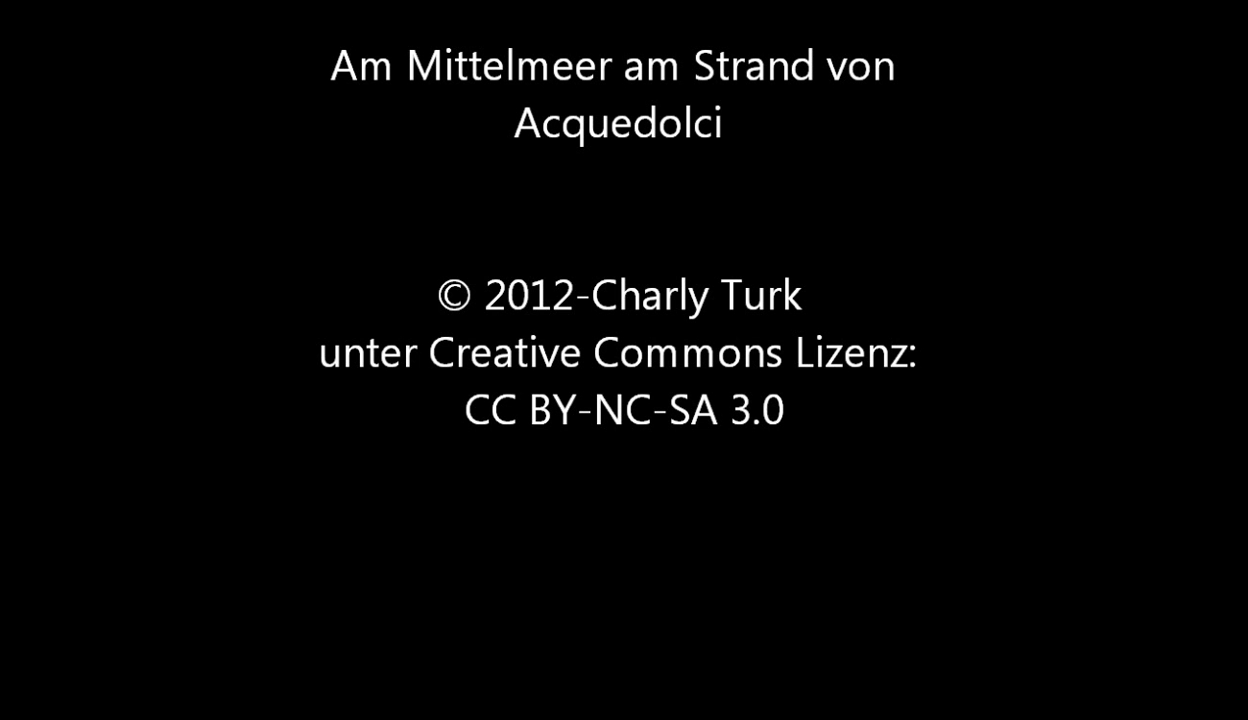 Am Mittelmeer am Strand von
Acquedolci
© 2012-Charly Turk
unter Creative Commons Lizenz:
CC BY-NC-SA 3.0